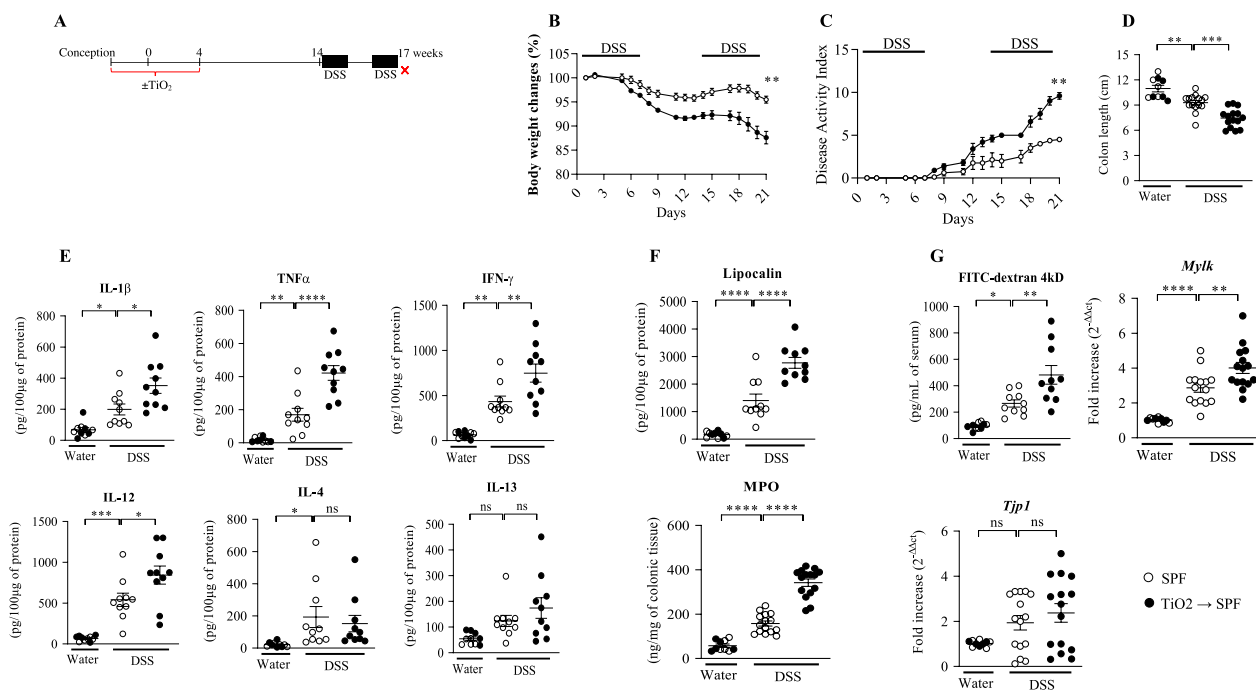 A
Conception 0 4 14 17 weeks
DSS DSS
±TiO2
B
DSS DSS
Body weight changes (%)
105
100
95
90
85
80
0 3 6 9 12 15 18 21
Days
**
C
DSS DSS
Disease Activity Index
15
10
5
0
0 3 6 9 12 15 18 21
Days
**
D
** ***
Colon length (cm)
15
12
9
6
3
0
Water DSS
E
IL-1β
* *
(pg/100µg of protein)
800
600
400
200
0
Water DSS
TNFα
** ****
(pg/100µg of protein)
800
600
400
200
0
Water DSS
IFN-γ
** **
(pg/100µg of protein)
1500
1000
500
0
Water DSS
IL-12
*** *
(pg/100µg of protein)
1500
1000
500
0
Water DSS
IL-4
* ns
(pg/100µg of protein)
800
600
400
200
0
Water DSS
IL-13
ns ns
(pg/100µg of protein)
500
400
300
200
100
0
Water DSS
F
Lipocalin
**** ****
(pg/100µg of protein)
5000
4000
3000
2000
1000
0
Water DSS
MPO
**** ****
(ng/mg of colonic tissue)
600
400
200
0
Water DSS
G
FITC-dextran 4kD
* **
(pg/mL of serum)
1000
800
600
400
200
0
Water DSS
Mylk
**** **
Fold increase (2-ΔΔct)
8
6
4
2
0
Water DSS
Tjp1
ns ns
Fold increase (2-ΔΔct)
6
4
2
0
Water DSS
SPF
TiO2 → SPF